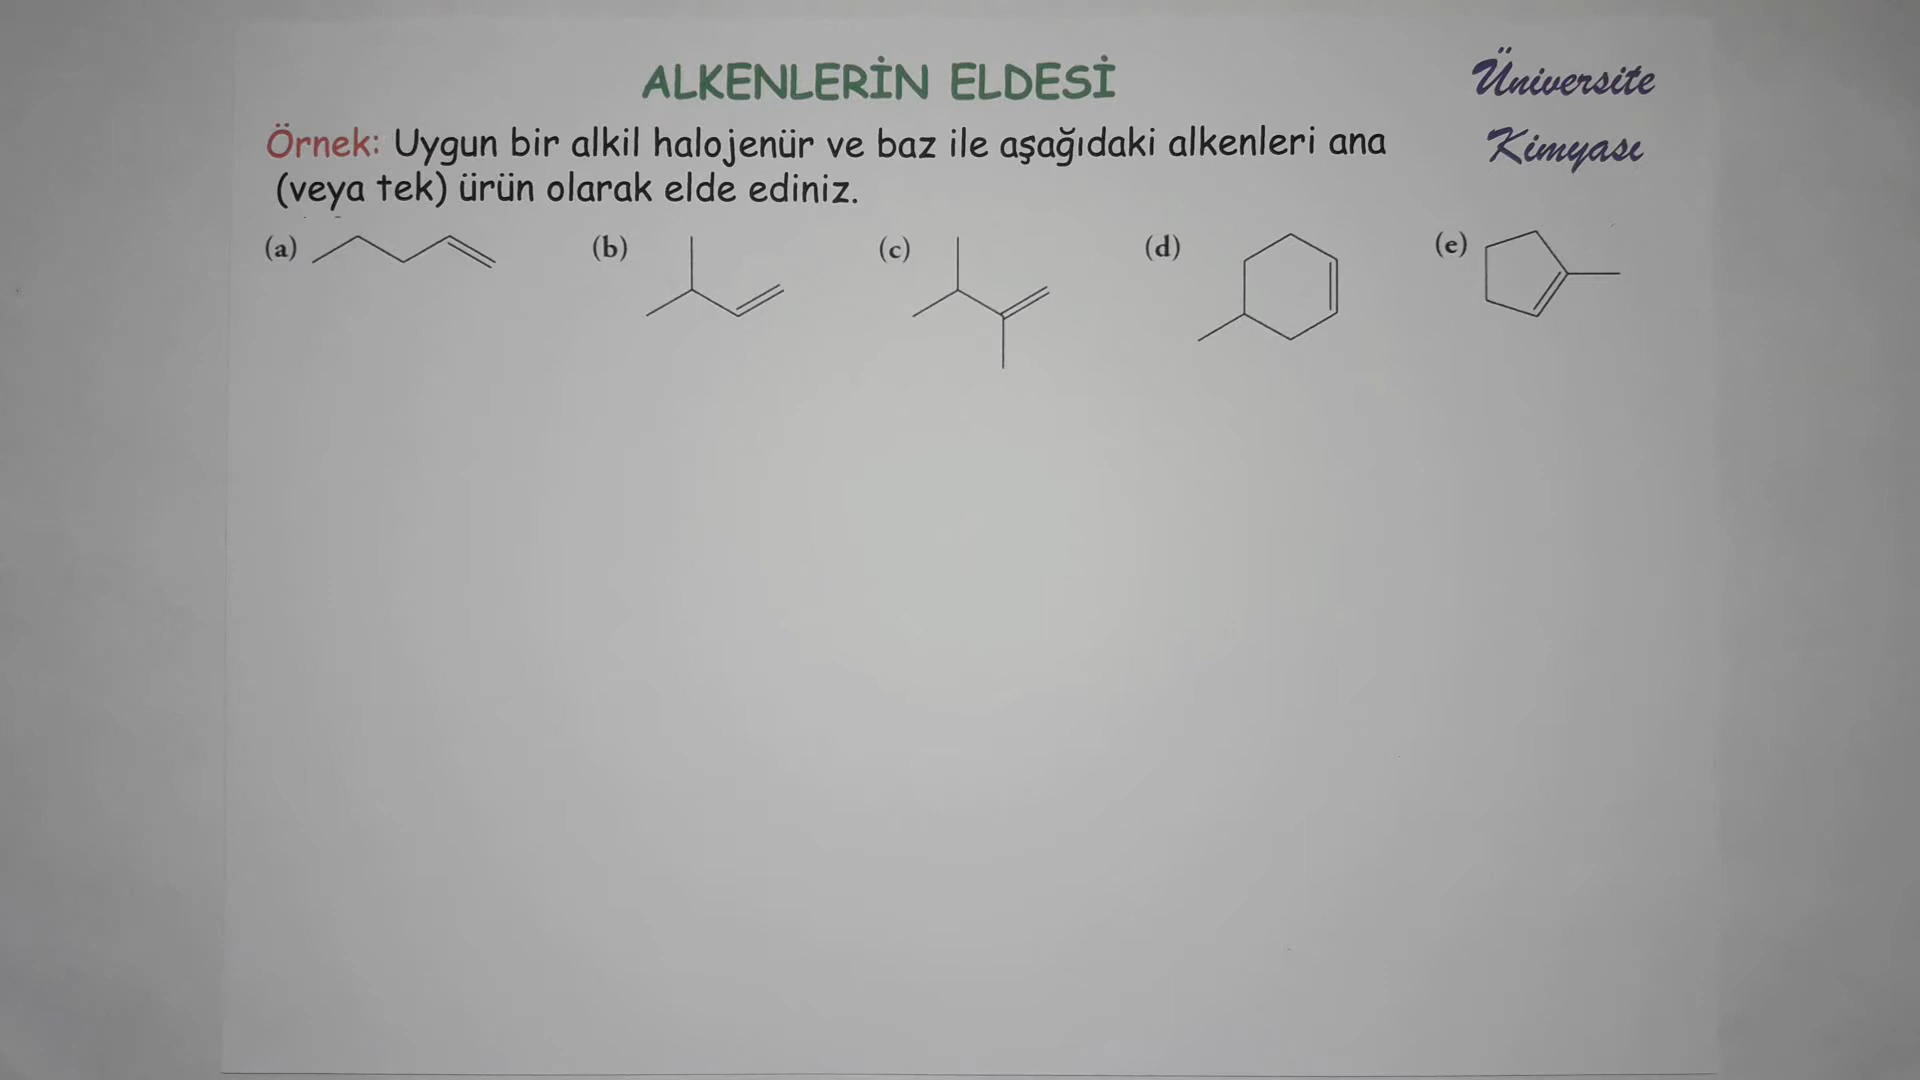 ALKENLERİN ELDESİ
Üniversite
Kimyası
Örnek: Uygun bir alkil halojenür ve baz ile aşağıdaki alkenleri ana
(veya tek) ürün olarak elde ediniz.
(a) (b) (c) (d) (e)